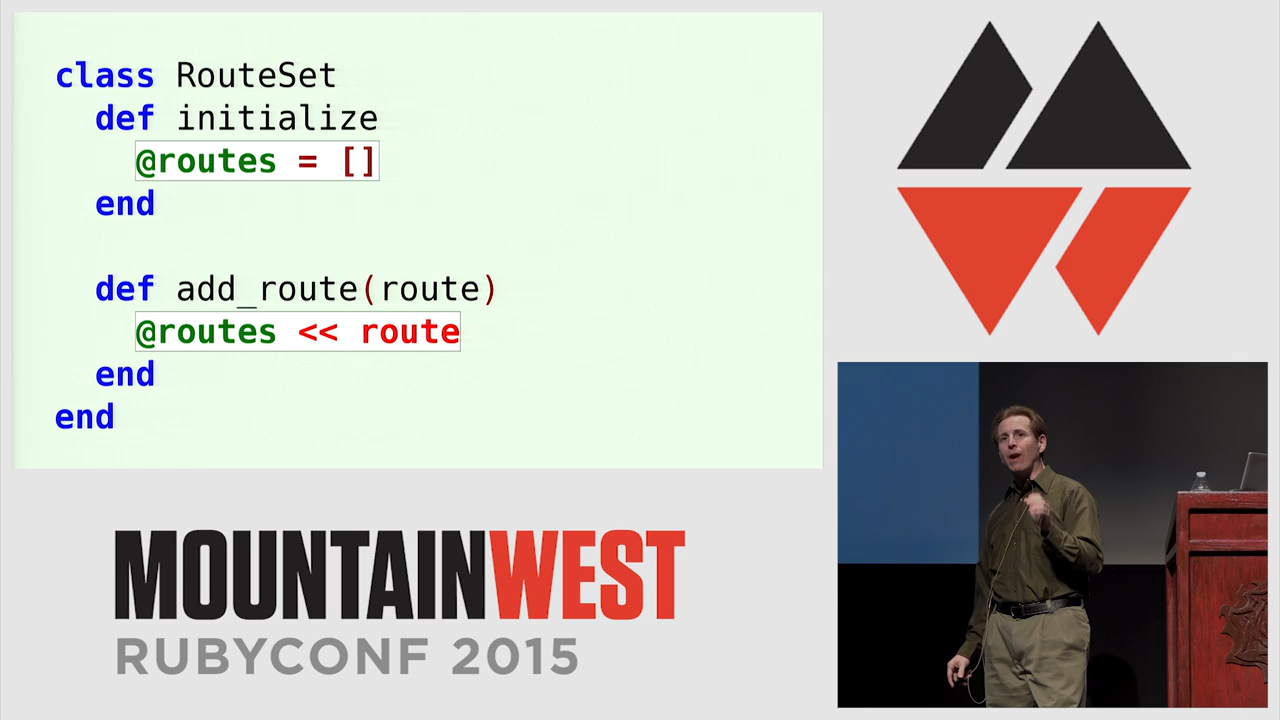 class RouteSet
  def initialize
    @routes = []
  end

  def add_route(route)
    @routes << route
  end
end
MOUNTAINWEST
RUBYCONF 2015